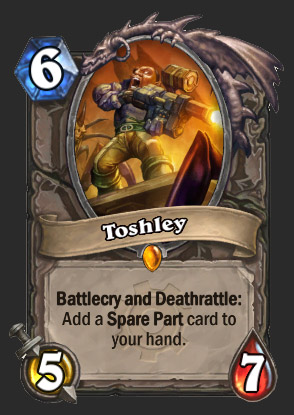 6
Toshley
Battlecry and Deathrattle:
Add a Spare Part card to
your hand.
5
7